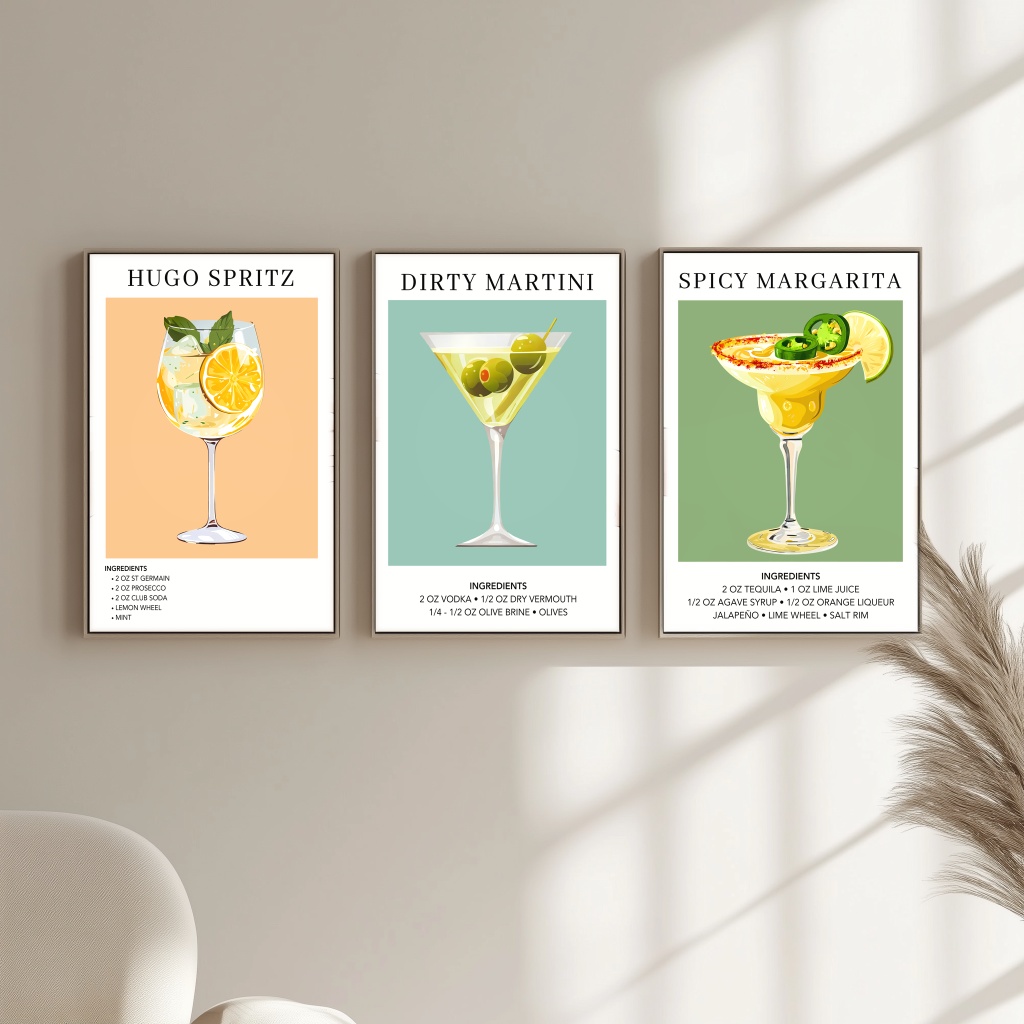 HUGO SPRITZ
INGREDIENTS
• 2 OZ ST GERMAIN
• 2 OZ PROSECCO
• 2 OZ CLUB SODA
• LEMON WHEEL
• MINT
DIRTY MARTINI
INGREDIENTS
2 OZ VODKA • 1/2 OZ DRY VERMOUTH
1/4 - 1/2 OZ OLIVE BRINE • OLIVES
SPICY MARGARITA
INGREDIENTS
2 OZ TEQUILA • 1 OZ LIME JUICE
1/2 OZ AGAVE SYRUP • 1/2 OZ ORANGE LIQUEUR
JALAPEÑO • LIME WHEEL • SALT RIM